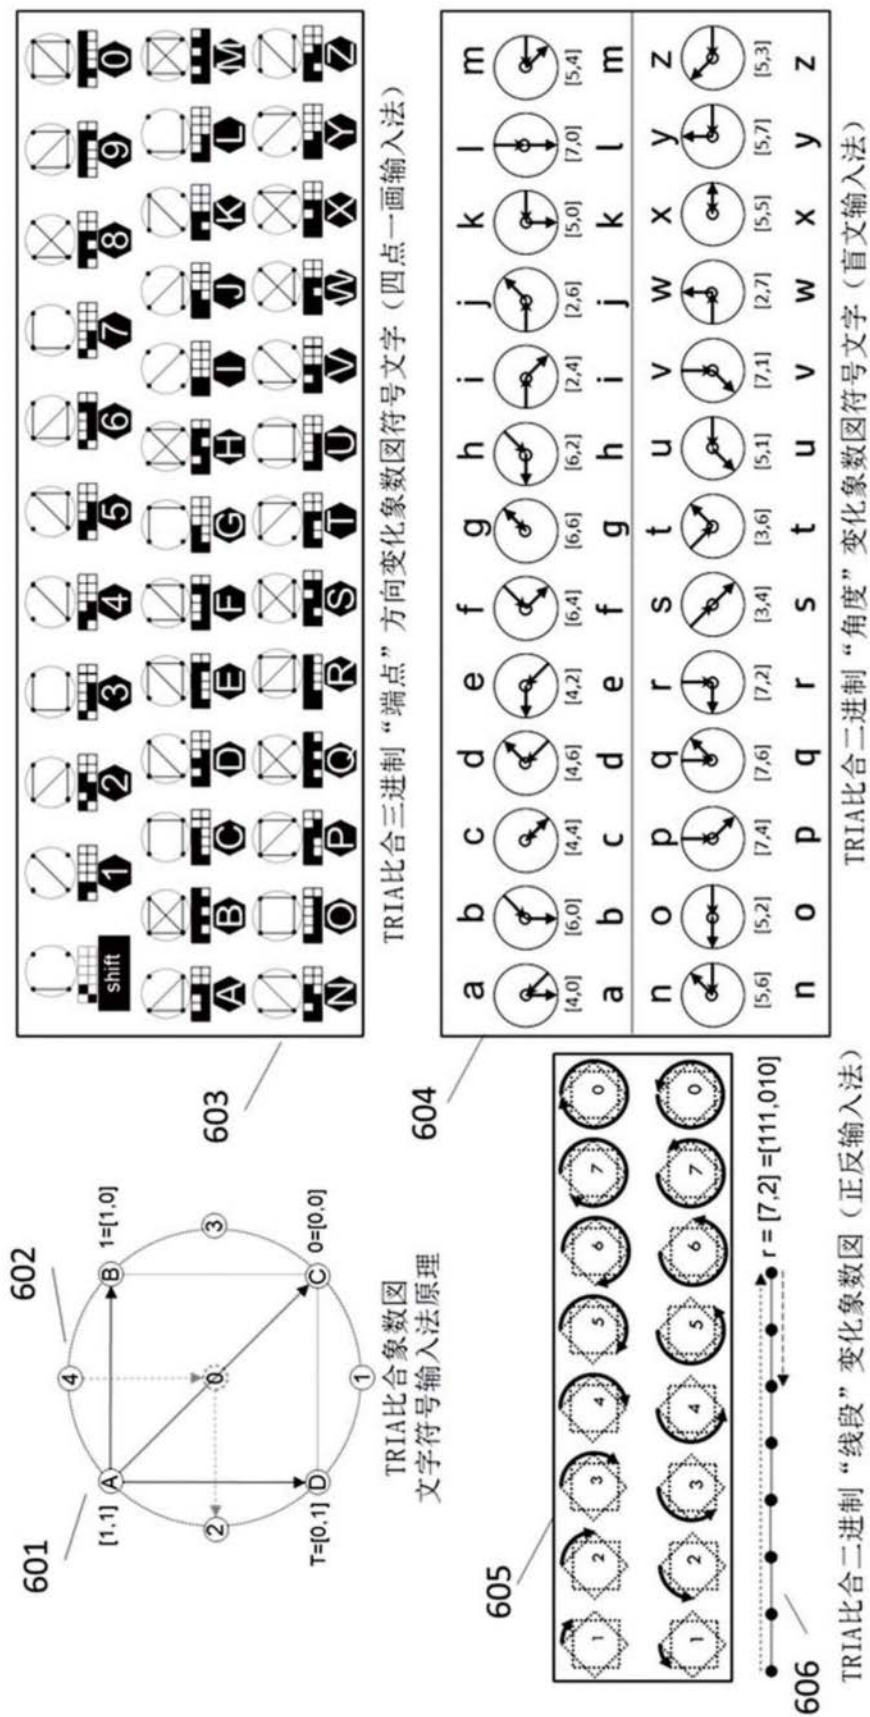 601
602
[1,1]
A
4
B
1=[1,0]
2
0
3
T=[0,1]
D
1
C
0=[0,0]
TRIA比合象数图
文字符号输入法原理
603
shift 1 2 3 4 5 6 7 8 9 0
A B C D E F G H I J K L M
N O P Q R S T U V W X Y Z
TRIA比合三进制“端点”方向变化象数图符号文字（四点一画输入法）
604
a b c d e f g h i j k l m
[4,0] [6,0] [4,4] [4,6] [4,2] [6,4] [6,6] [6,2] [2,4] [2,6] [5,0] [7,0] [5,4]
a b c d e f g h i j k l m
n o p q r s t u v w x y z
[5,6] [5,2] [7,4] [7,6] [7,2] [3,4] [3,6] [5,1] [7,1] [2,7] [5,5] [5,7] [5,3]
n o p q r s t u v w x y z
TRIA比合二进制“角度”变化象数图符号文字（盲文输入法）
605
1 2 3 4 5 6 7 0
1 2 3 4 5 6 7 0
606
r = [7,2] =[111,010]
TRIA比合二进制“线段”变化象数图（正反输入法）